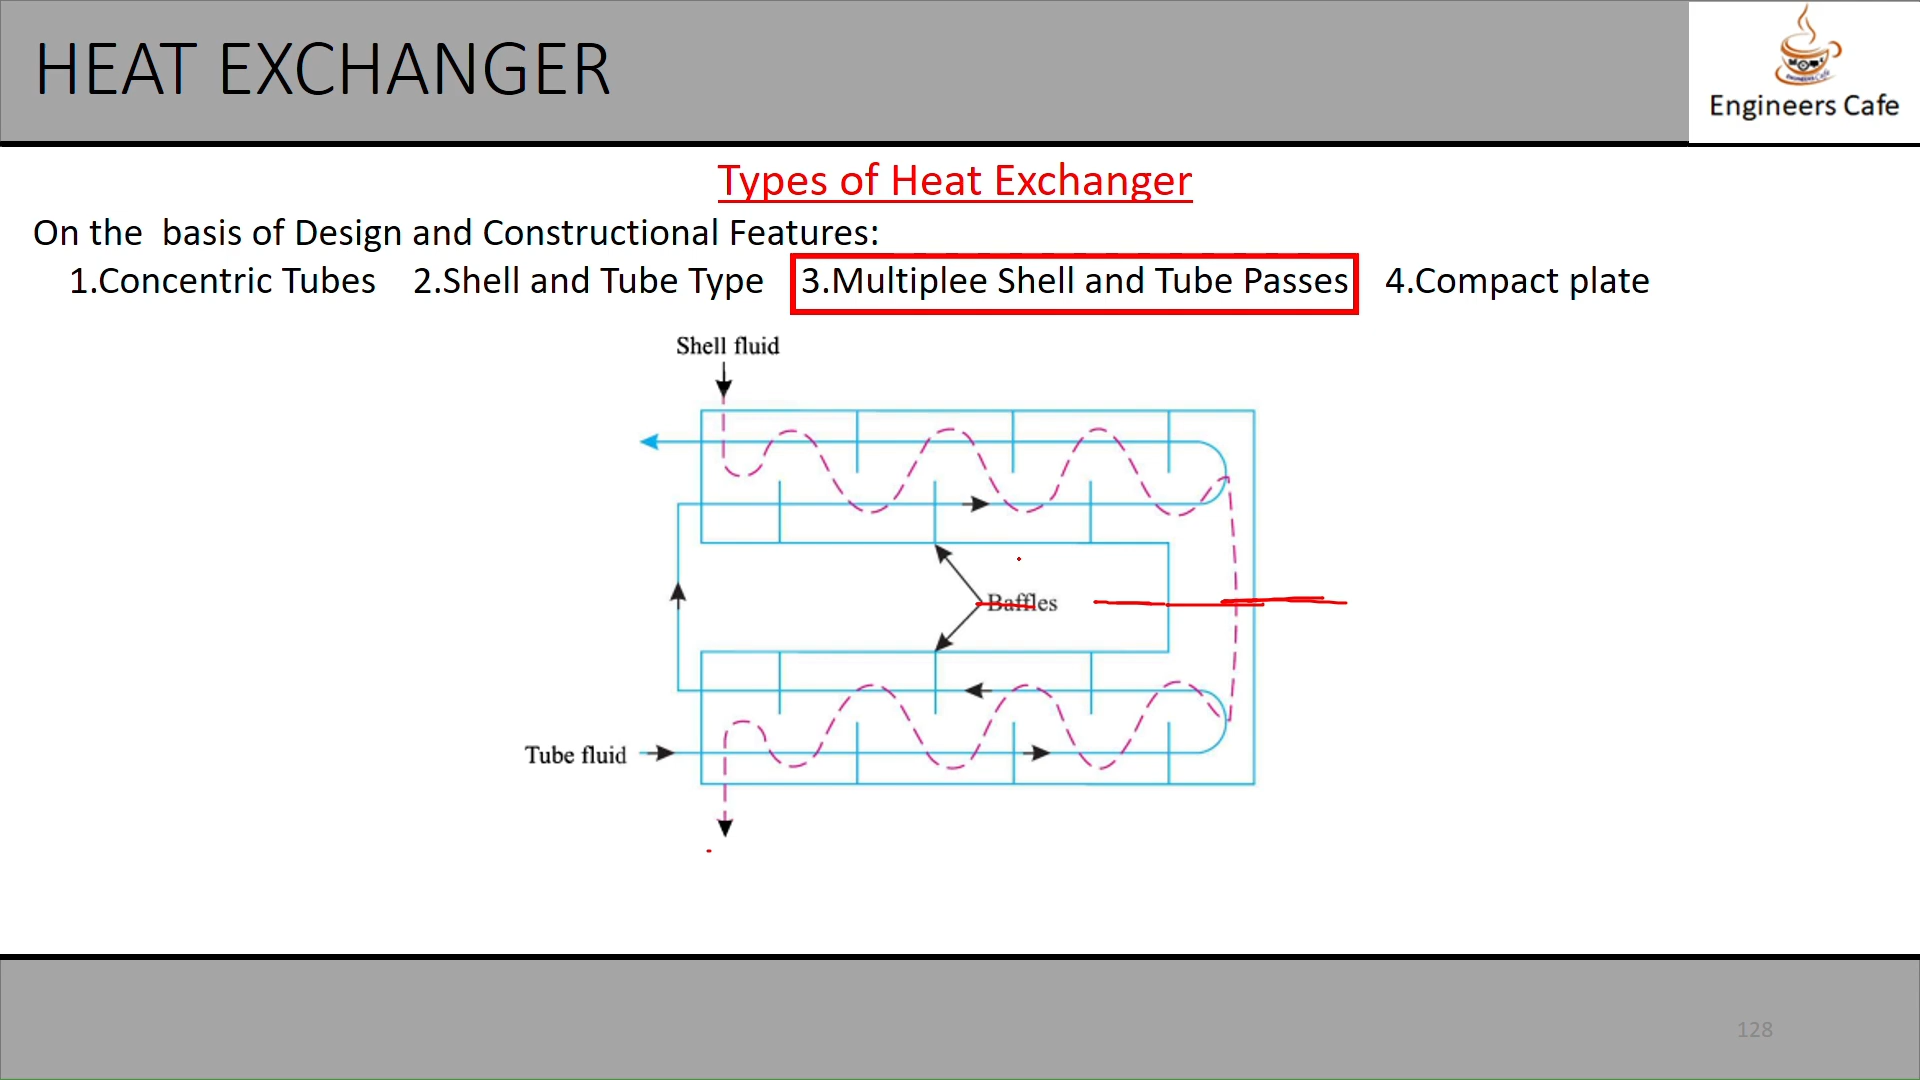 HEAT EXCHANGER
Engineers Cafe
Types of Heat Exchanger
On the basis of Design and Constructional Features:
1.Concentric Tubes 2.Shell and Tube Type 3.Multiplee Shell and Tube Passes 4.Compact plate
Shell fluid
Baffles
Tube fluid
128